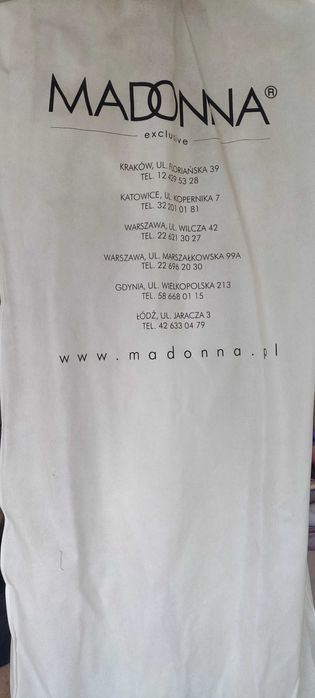 MADONNA®
exclusive
KRAKÓW, UL. FLORIAŃSKA 39
TEL. 12 429 53 28
KATOWICE, UL. KOPERNIKA 7
TEL. 32 201 01 81
WARSZAWA, UL. WILCZA 42
TEL. 22 621 30 27
WARSZAWA, UL. MARSZAŁKOWSKA 99A
TEL. 22 696 20 30
GDYNIA, UL. WIELKOPOLSKA 213
TEL. 58 668 01 15
ŁÓDŹ, UL. JARACZA 3
TEL. 42 633 04 79
www.madonna.pl